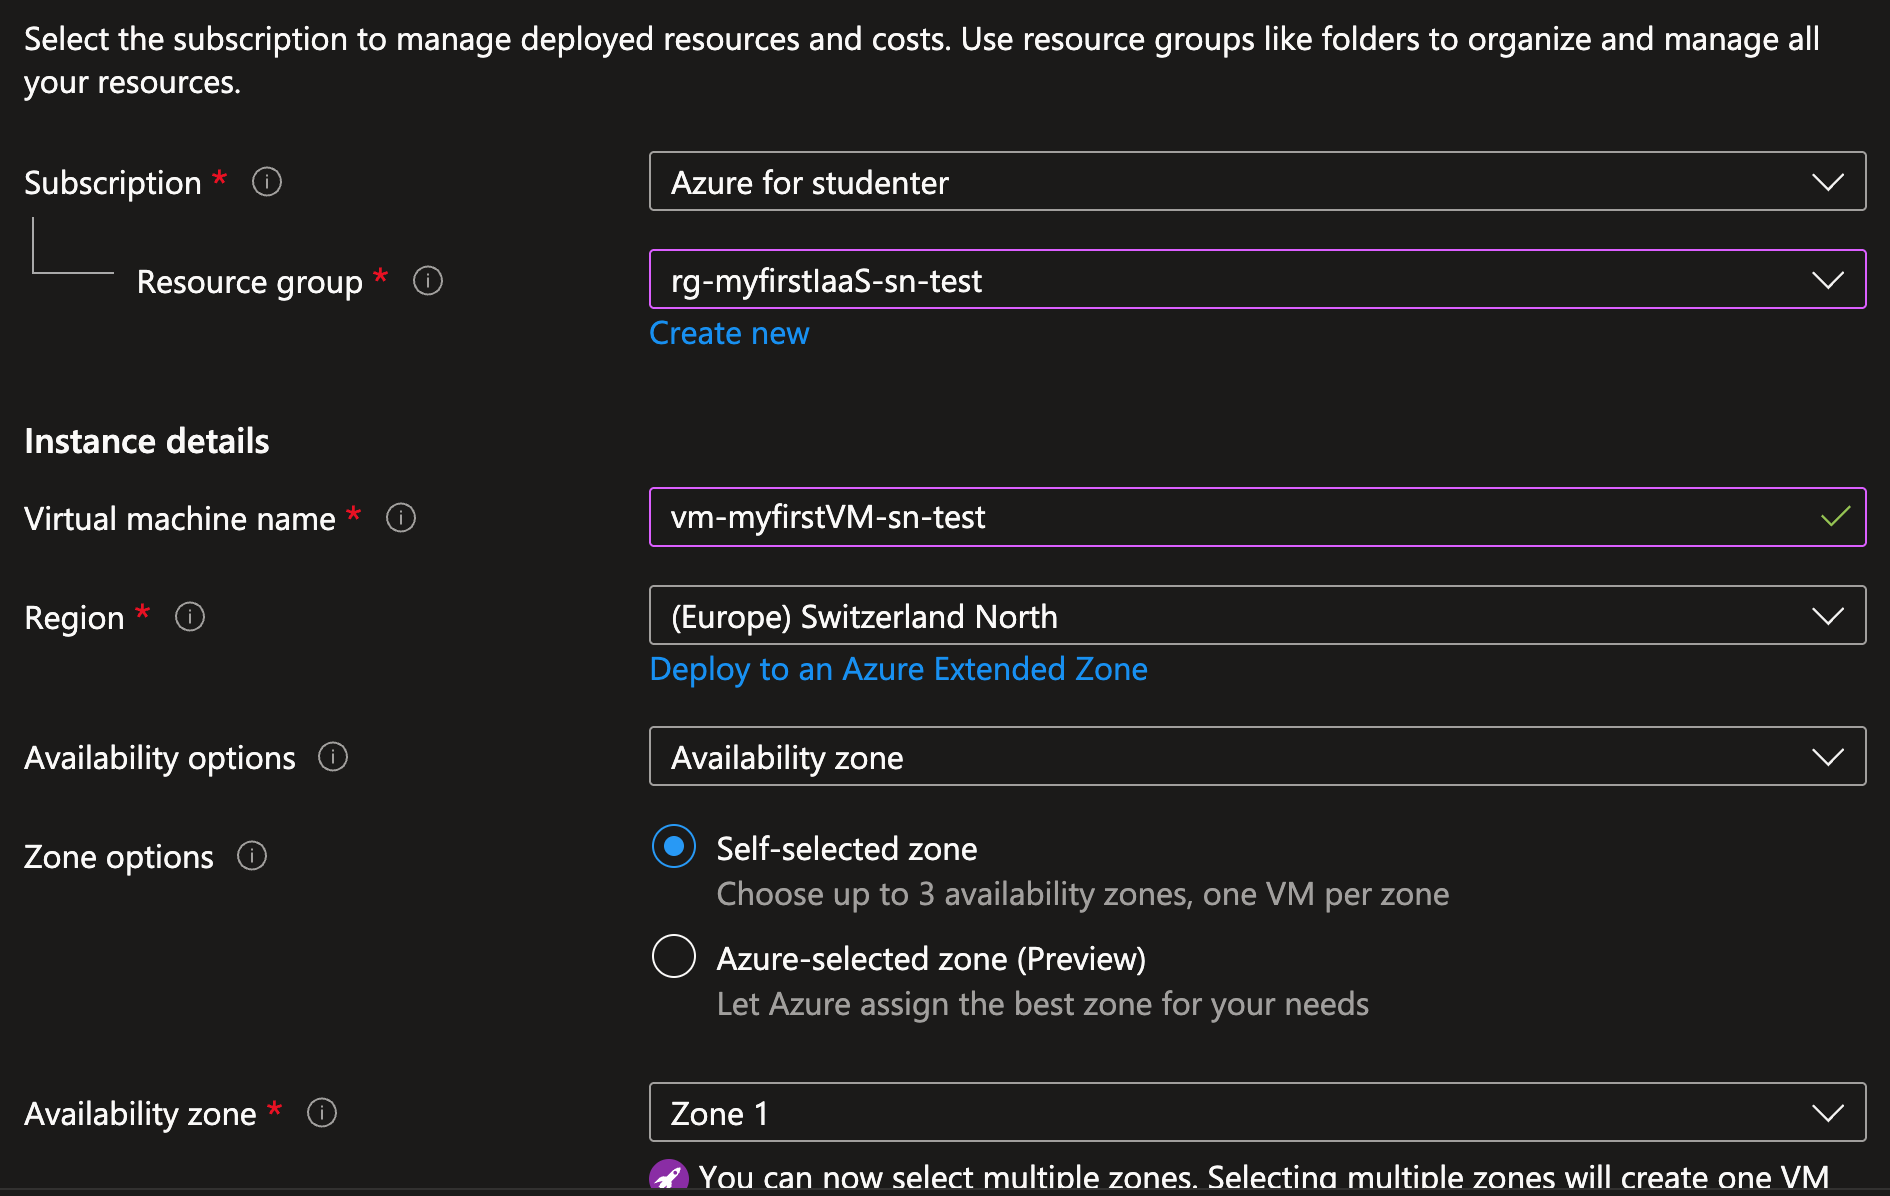 Select the subscription to manage deployed resources and costs. Use resource groups like folders to organize and manage all
your resources.
Subscription *
Azure for studenter
Resource group *
rg-myfirstIaaS-sn-test
Create new
Instance details
Virtual machine name *
vm-myfirstVM-sn-test
Region *
(Europe) Switzerland North
Deploy to an Azure Extended Zone
Availability options
Availability zone
Zone options
Self-selected zone
Choose up to 3 availability zones, one VM per zone
Azure-selected zone (Preview)
Let Azure assign the best zone for your needs
Availability zone *
Zone 1
You can now select multiple zones. Selecting multiple zones will create one VM